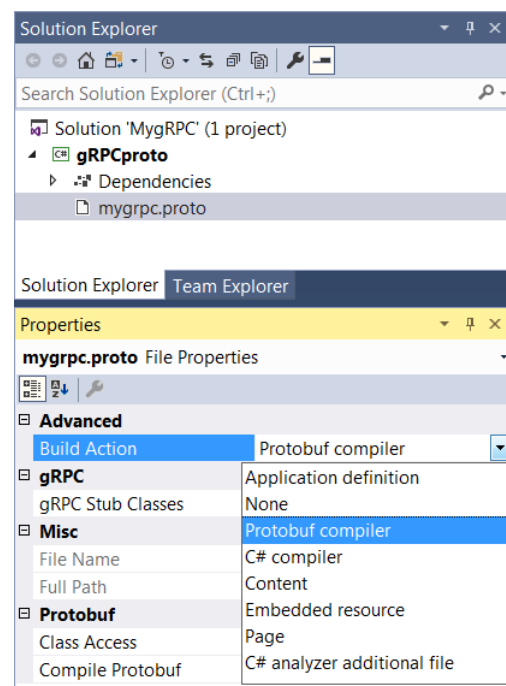 Solution Explorer
Search Solution Explorer (Ctrl+;)
Solution 'MygRPC' (1 project)
C# gRPCproto
Dependencies
mygrpc.proto
Solution Explorer Team Explorer
Properties
mygrpc.proto File Properties
Advanced
Build Action Protobuf compiler
gRPC Application definition
gRPC Stub Classes None
Misc Protobuf compiler
File Name C# compiler
Full Path Content
Protobuf Embedded resource
Class Access Page
Compile Protobuf C# analyzer additional file